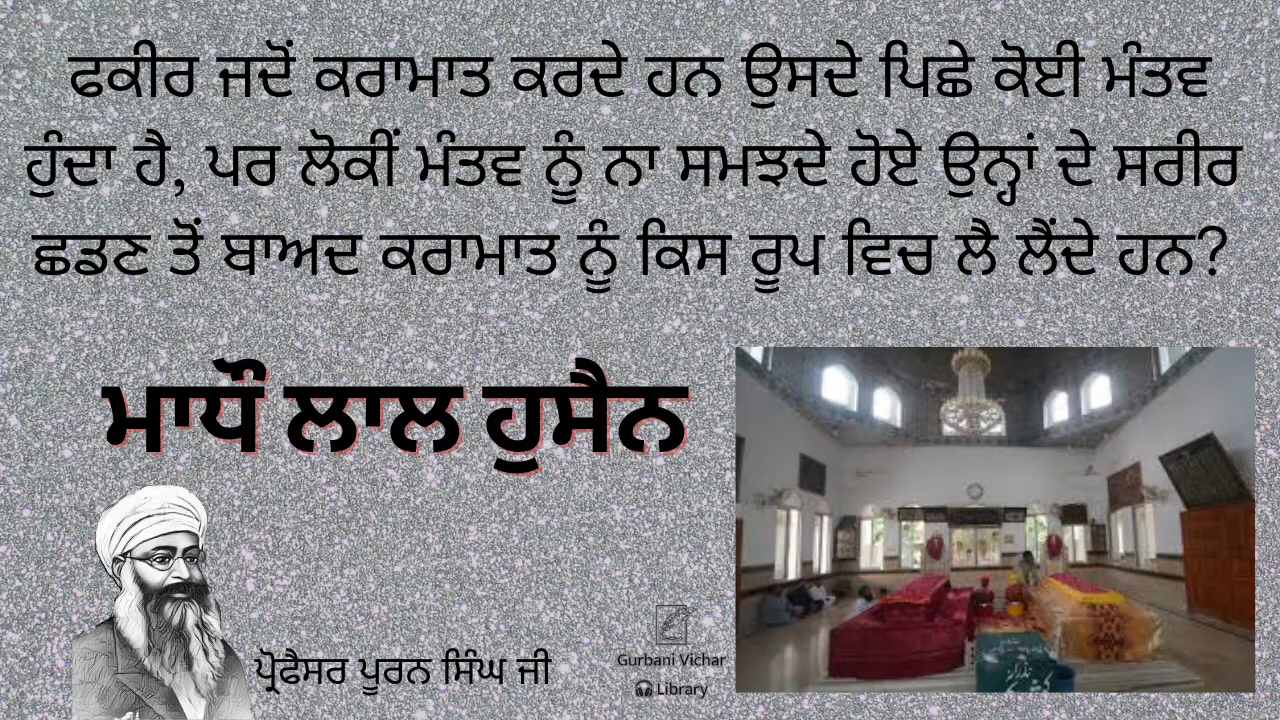 ਫਕੀਰ ਜਦੋਂ ਕਰਾਮਾਤ ਕਰਦੇ ਹਨ ਉਸਦੇ ਪਿਛੇ ਕੋਈ ਮੰਤਵ
ਹੁੰਦਾ ਹੈ, ਪਰ ਲੋਕੀਂ ਮੰਤਵ ਨੂੰ ਨਾ ਸਮਝਦੇ ਹੋਏ ਉਨ੍ਹਾਂ ਦੇ ਸਰੀਰ
ਛਡਣ ਤੋਂ ਬਾਅਦ ਕਰਾਮਾਤ ਨੂੰ ਕਿਸ ਰੂਪ ਵਿਚ ਲੈ ਲੈਂਦੇ ਹਨ?
ਮਾਧੌ ਲਾਲ ਹੁਸੈਨ
ਪ੍ਰੋਫੈਸਰ ਪੂਰਨ ਸਿੰਘ ਜੀ
Gurbani Vichar
Library